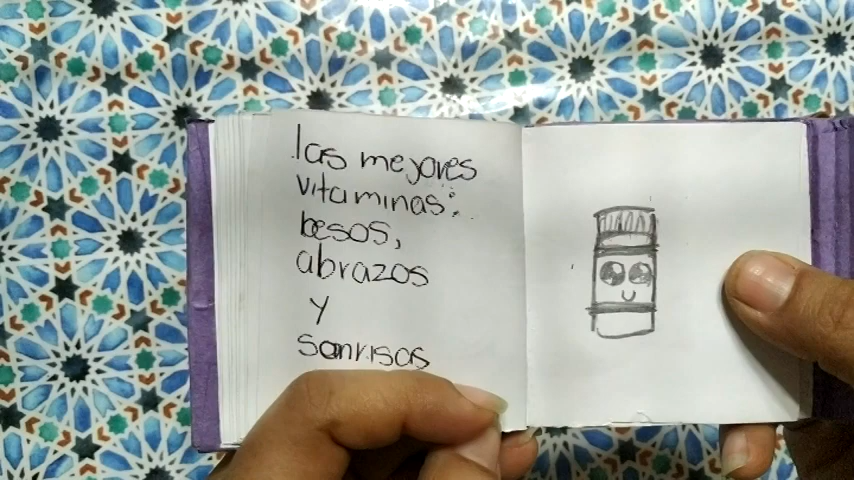 las mejores
vitaminas:
besos,
abrazos
y
sonrisas